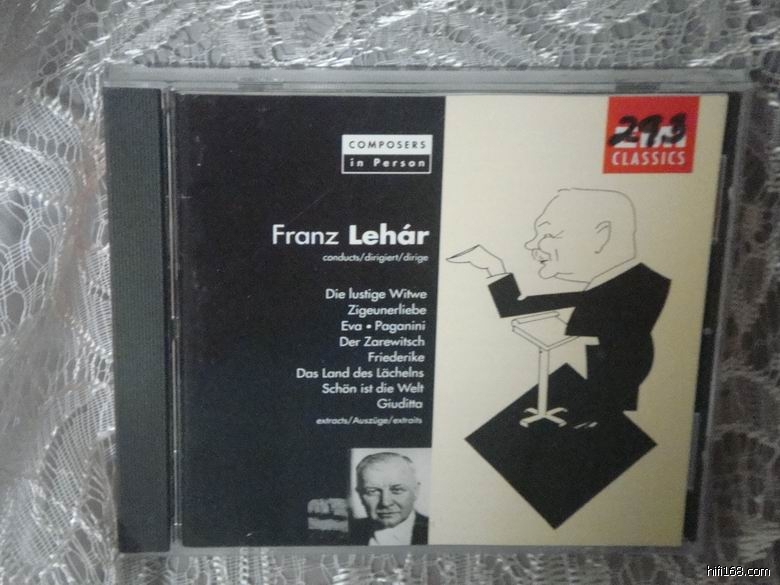 COMPOSERS
in Person
293
CLASSICS
Franz Lehár
conducts/dirigiert/dirige
Die lustige Witwe
Zigeunerliebe
Eva • Paganini
Der Zarewitsch
Friederike
Das Land des Lächelns
Schön ist die Welt
Giuditta
extracts/Auszüge/extraits
hifi168.com